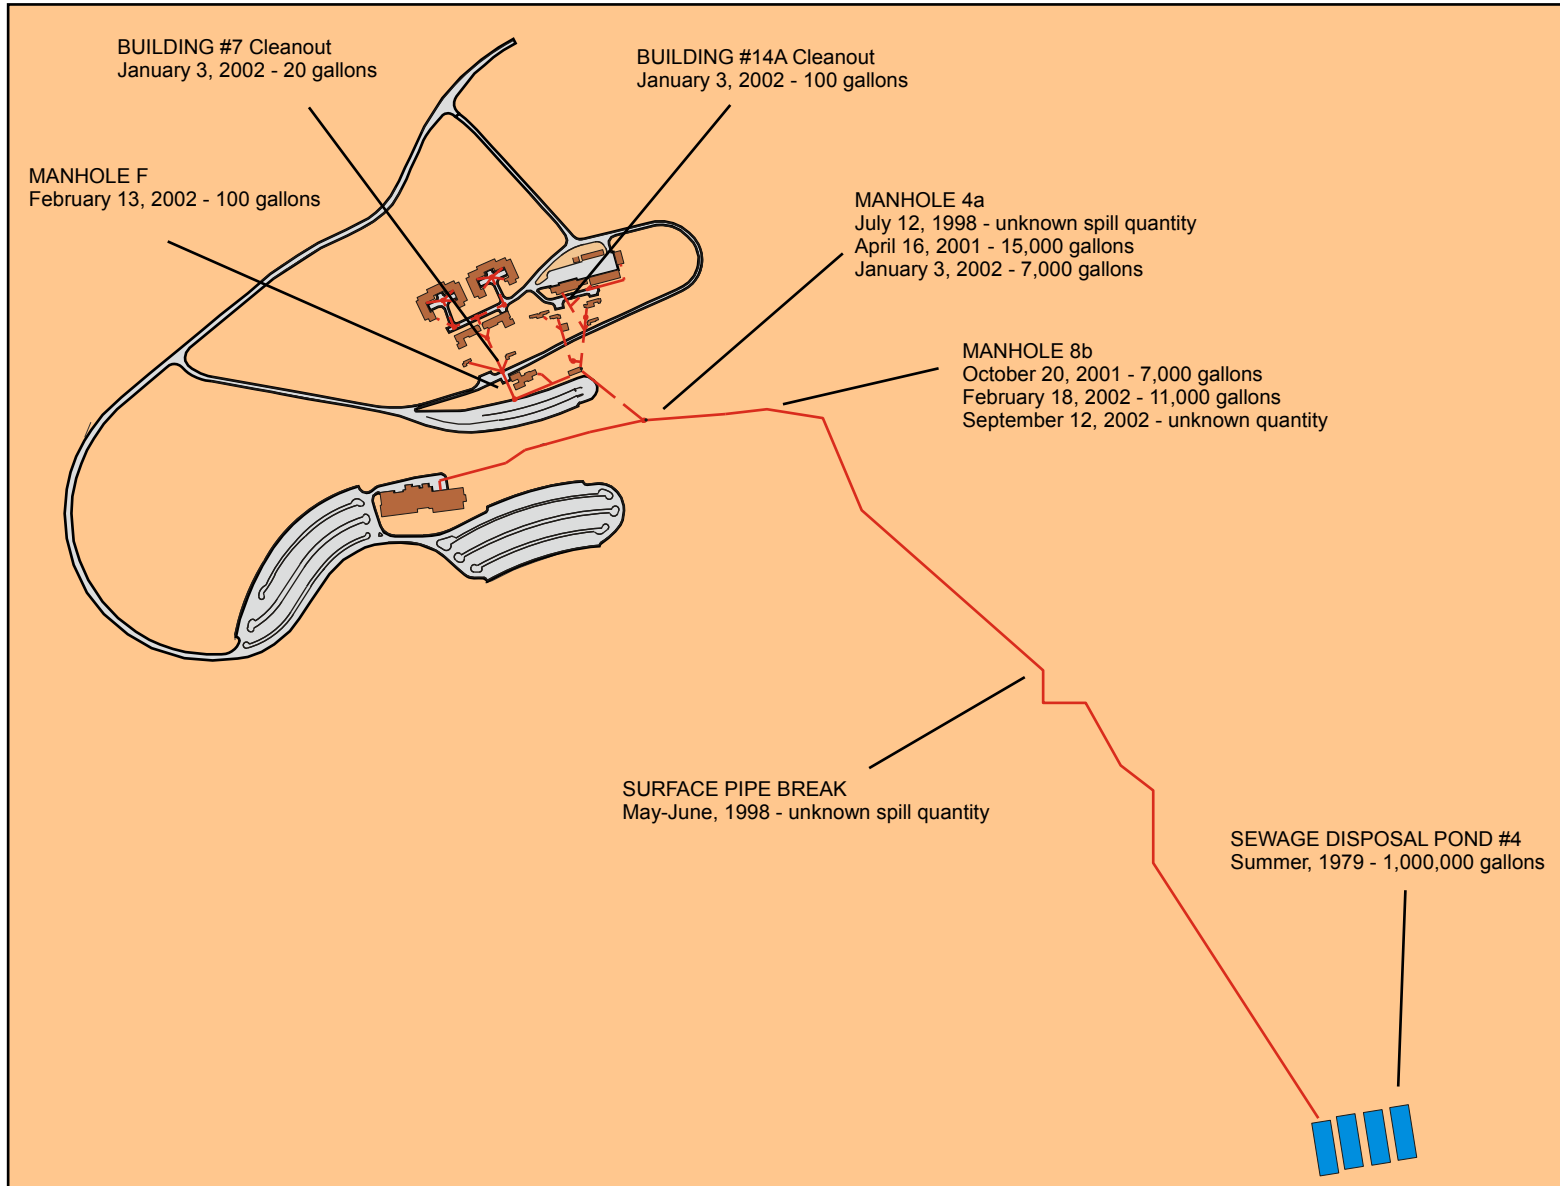 BUILDING #7 Cleanout
January 3, 2002 - 20 gallons
BUILDING #14A Cleanout
January 3, 2002 - 100 gallons
MANHOLE F
February 13, 2002 - 100 gallons
MANHOLE 4a
July 12, 1998 - unknown spill quantity
April 16, 2001 - 15,000 gallons
January 3, 2002 - 7,000 gallons
MANHOLE 8b
October 20, 2001 - 7,000 gallons
February 18, 2002 - 11,000 gallons
September 12, 2002 - unknown quantity
SURFACE PIPE BREAK
May-June, 1998 - unknown spill quantity
SEWAGE DISPOSAL POND #4
Summer, 1979 - 1,000,000 gallons